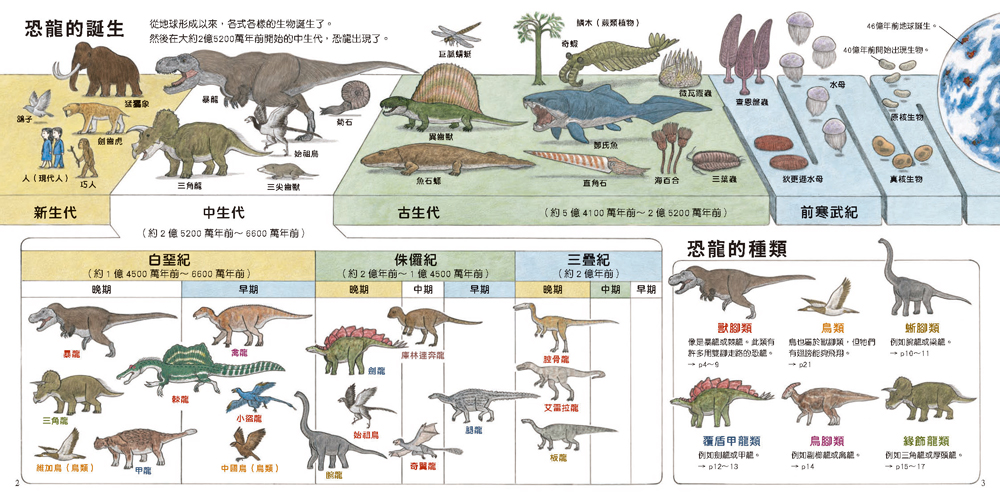 恐龍的誕生
從地球形成以來，各式各樣的生物誕生了。
然後在大約2億5200萬年前開始的中生代，恐龍出現了。
猛獁象
鴿子
劍齒虎
人（現代人）
巧人
暴龍
菊石
始祖鳥
三角龍
三尖齒獸
巨脈蜻蜓
異齒獸
魚石螈
鱗木（蕨類植物）
奇蝦
微瓦霞蟲
鄧氏魚
直角石
海百合
三葉蟲
查恩盤蟲
水母
狄更遜水母
46億年前地球誕生。
40億年前開始出現生物。
原核生物
真核生物
新生代
中生代
（約2億5200萬年前～6600萬年前）
古生代
（約5億4100萬年前～2億5200萬年前）
前寒武紀
白堊紀
（約1億4500萬年前～6600萬年前）
侏儸紀
（約2億年前～1億4500萬年前）
三疊紀
（約2億年前）
晚期
早期
晚期
中期
早期
晚期
中期
早期
暴龍
禽龍
棘龍
三角龍
小盜龍
維加鳥（鳥類）
甲龍
中國鳥（鳥類）
劍龍
庫林達奔龍
始祖鳥
腿龍
腕龍
奇翼龍
腔骨龍
艾雷拉龍
板龍
恐龍的種類
獸腳類
像是暴龍或棘龍。此類有
許多用雙腳走路的恐龍。
→ p4～9
鳥類
鳥也屬於獸腳類，但牠們
有翅膀能夠飛翔。
→ p21
蜥腳類
例如腕龍或梁龍。
→ p10～11
覆盾甲龍類
例如劍龍或甲龍。
→ p12～13
鳥腳類
例如副櫛龍或禽龍。
→ p14
緣飾龍類
例如三角龍或厚頭龍。
→ p15～17
2
3